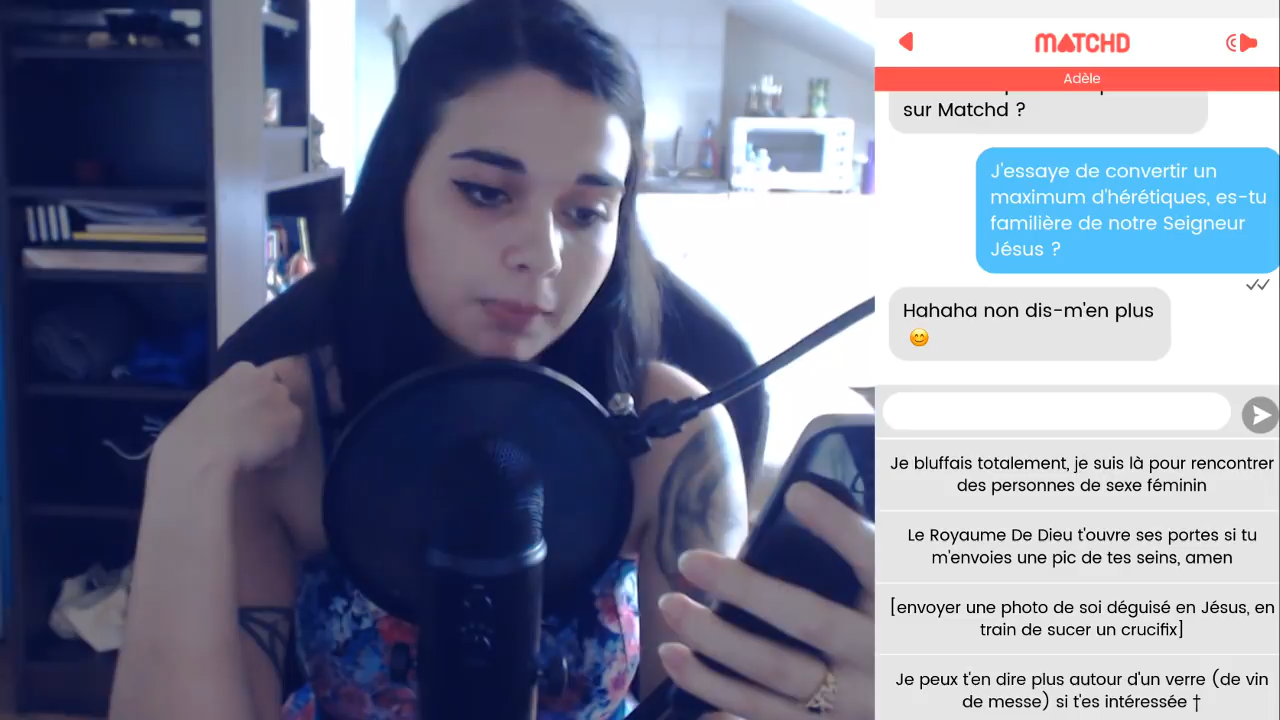 MATCHD
Adèle
sur Matchd ?
J'essaye de convertir un
maximum d'hérétiques, es-tu
familière de notre Seigneur
Jésus ?
Hahaha non dis-m'en plus
😊
Je bluffais totalement, je suis là pour rencontrer
des personnes de sexe féminin
Le Royaume De Dieu t'ouvre ses portes si tu
m'envoies une pic de tes seins, amen
[envoyer une photo de soi déguisé en Jésus, en
train de sucer un crucifix]
Je peux t'en dire plus autour d'un verre (de vin
de messe) si t'es intéressée †